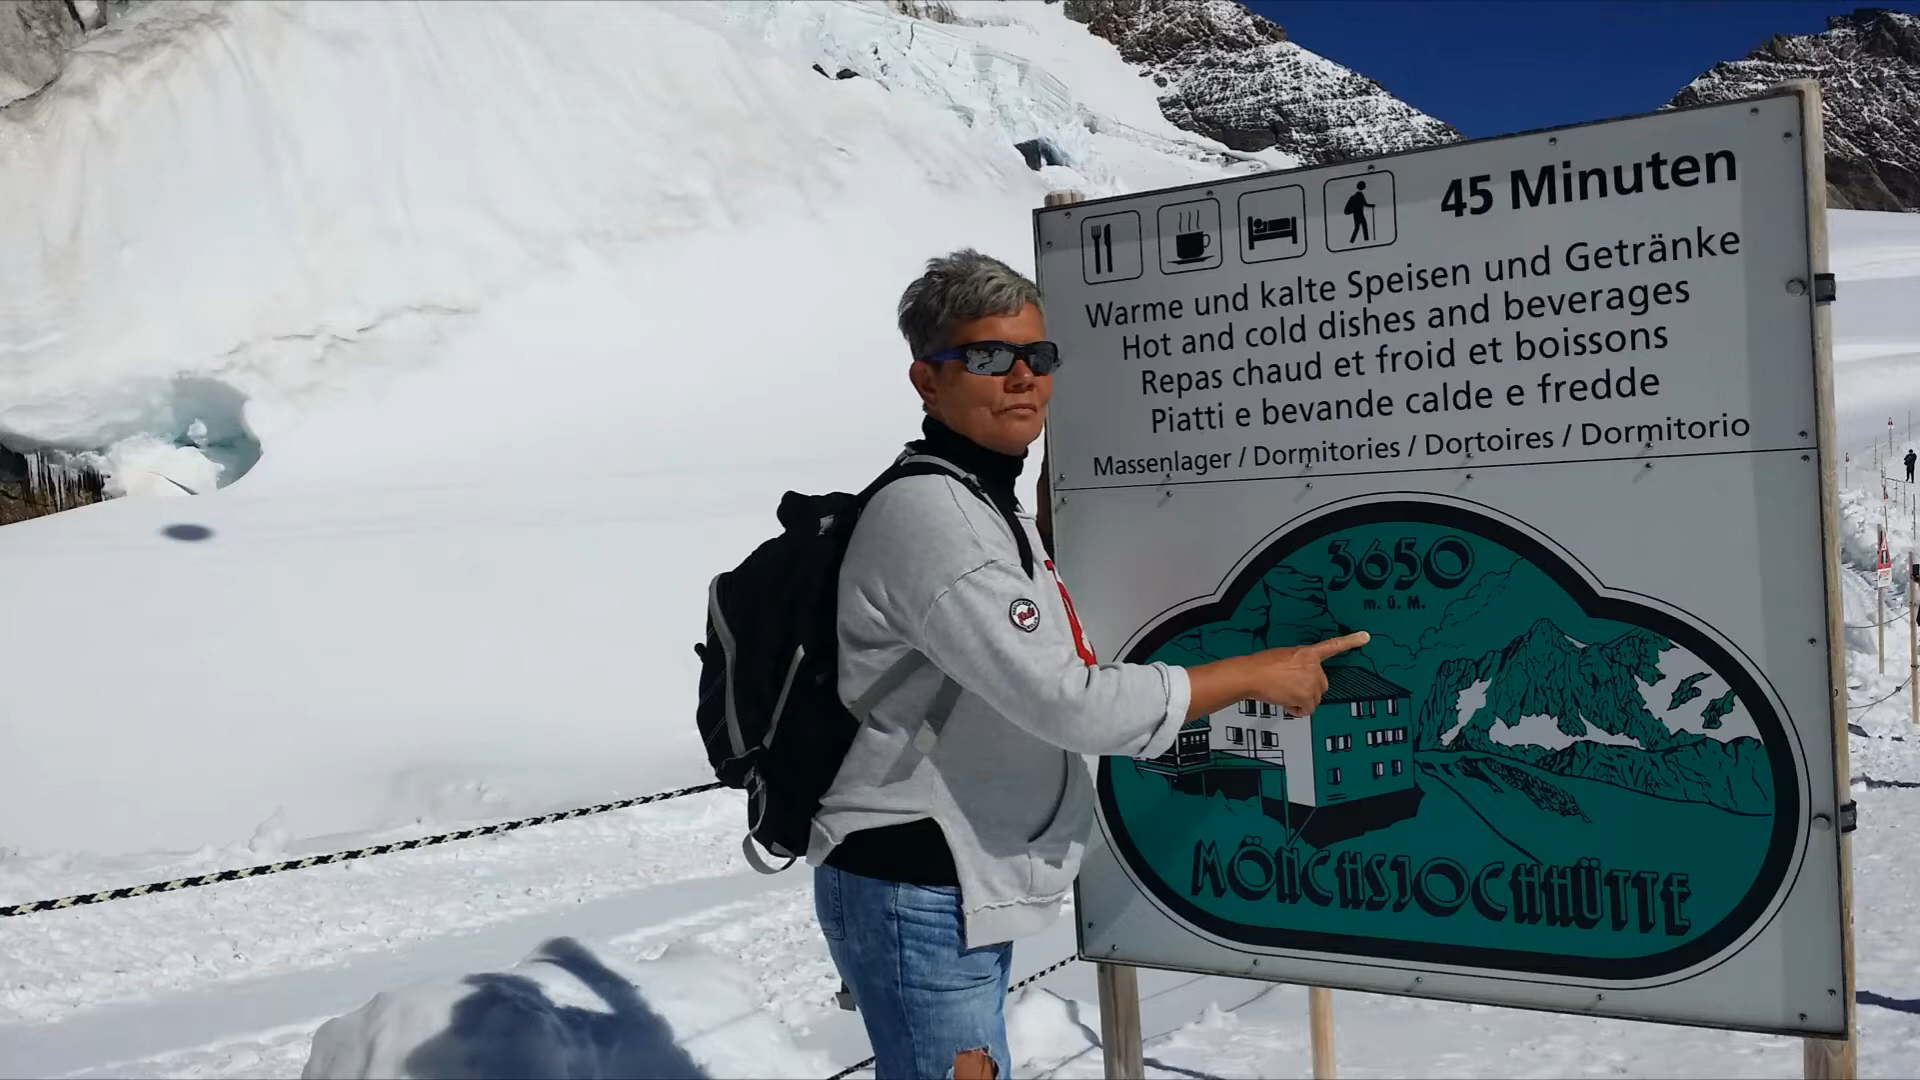 45 Minuten
Warme und kalte Speisen und Getränke
Hot and cold dishes and beverages
Repas chaud et froid et boissons
Piatti e bevande calde e fredde
Massenlager / Dormitories / Dortoires / Dormitorio
3650
m. ü. M.
MÖNCHSJOCHHÜTTE